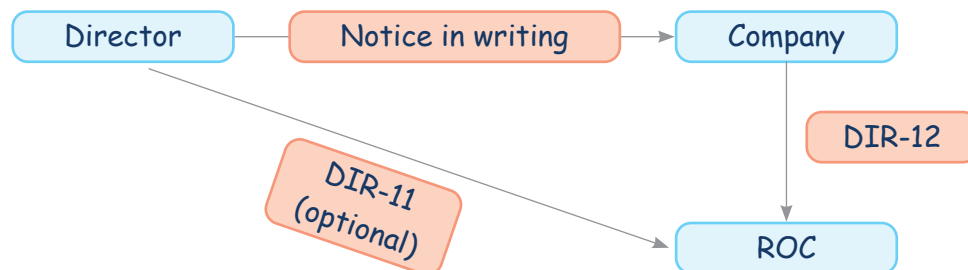 Director
Notice in writing
Company
DIR-12
DIR-11
(optional)
ROC